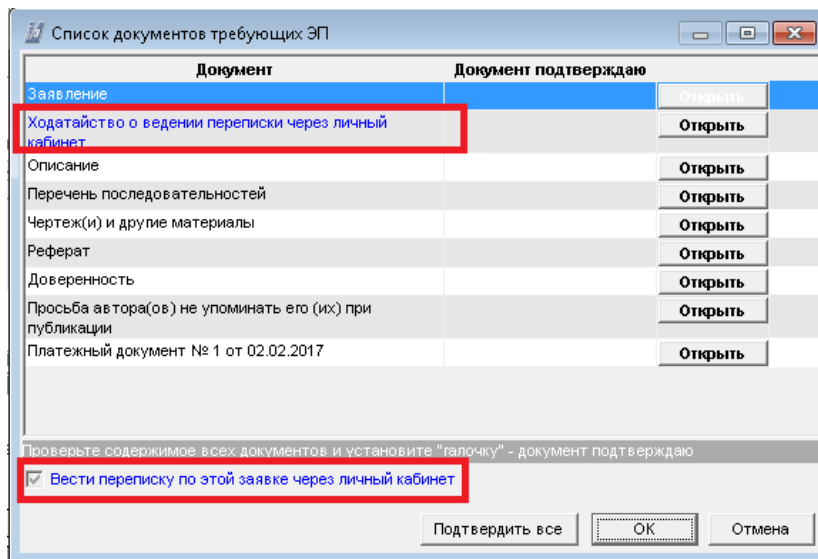 Список документов требующих ЭП
Документ Документ подтверждаю
Заявление Открыть
Ходатайство о ведении переписки через личный
кабинет Открыть
Описание Открыть
Перечень последовательностей Открыть
Чертеж(и) и другие материалы Открыть
Реферат Открыть
Доверенность Открыть
Просьба автора(ов) не упоминать его (их) при
публикации Открыть
Платежный документ № 1 от 02.02.2017 Открыть
Проверьте содержимое всех документов и установите "галочку" - документ подтверждаю
Вести переписку по этой заявке через личный кабинет
Подтвердить все ОК Отмена